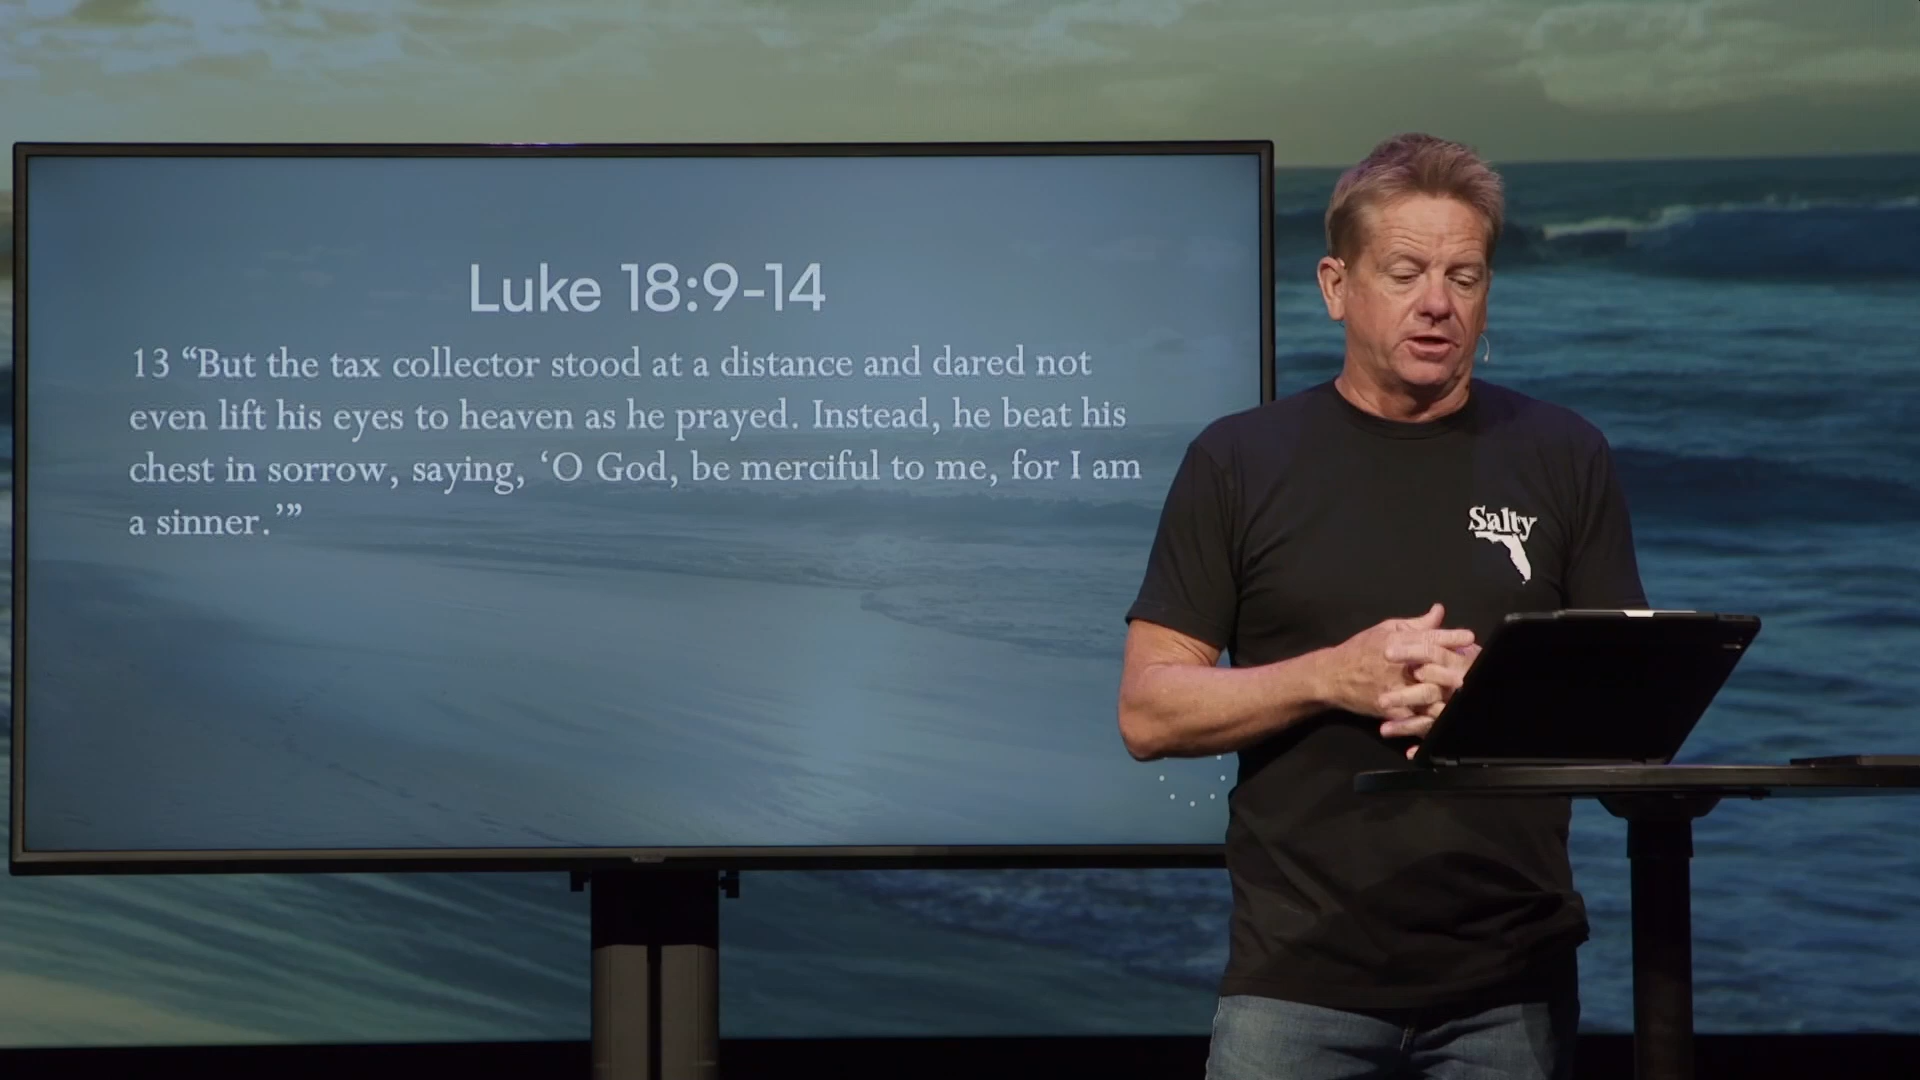 Luke 18:9-14
13 “But the tax collector stood at a distance and dared not
even lift his eyes to heaven as he prayed. Instead, he beat his
chest in sorrow, saying, ‘O God, be merciful to me, for I am
a sinner.’”
Salty